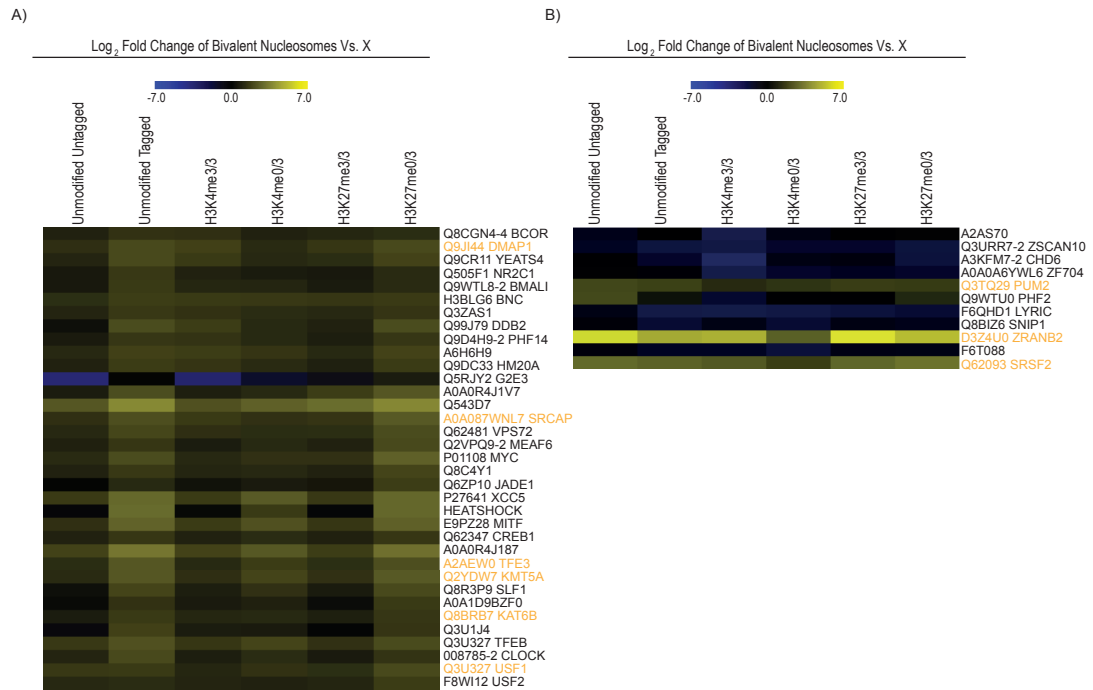 A)
Log 2 Fold Change of Bivalent Nucleosomes Vs. X
-7.0 0.0 7.0
Unmodified Untagged
Unmodified Tagged
H3K4me3/3
H3K4me0/3
H3K27me3/3
H3K27me0/3
Q8CGN4-4 BCOR
Q9JI44 DMAP1
Q9CR11 YEATS4
Q505F1 NR2C1
Q9WTL8-2 BMALI
H3BLG6 BNC
Q3ZAS1
Q99J79 DDB2
Q9D4H9-2 PHF14
A6H6H9
Q9DC33 HM20A
Q5RJY2 G2E3
A0A0R4J1V7
Q543D7
A0A087WNL7 SRCAP
Q62481 VPS72
Q2VPQ9-2 MEAF6
P01108 MYC
Q8C4Y1
Q6ZP10 JADE1
P27641 XCC5
HEATSHOCK
E9PZ28 MITF
Q62347 CREB1
A0A0R4J187
A2AEW0 TFE3
Q2YDW7 KMT5A
Q8R3P9 SLF1
A0A1D9BZF0
Q8BRB7 KAT6B
Q3U1J4
Q3U327 TFEB
008785-2 CLOCK
Q3U327 USF1
F8WI12 USF2
B)
Log 2 Fold Change of Bivalent Nucleosomes Vs. X
-7.0 0.0 7.0
Unmodified Untagged
Unmodified Tagged
H3K4me3/3
H3K4me0/3
H3K27me3/3
H3K27me0/3
A2AS70
Q3URR7-2 ZSCAN10
A3KFM7-2 CHD6
A0A0A6YWL6 ZF704
Q3TQ29 PUM2
Q9WTU0 PHF2
F6QHD1 LYRIC
Q8BIZ6 SNIP1
D3Z4U0 ZRANB2
F6T088
Q62093 SRSF2